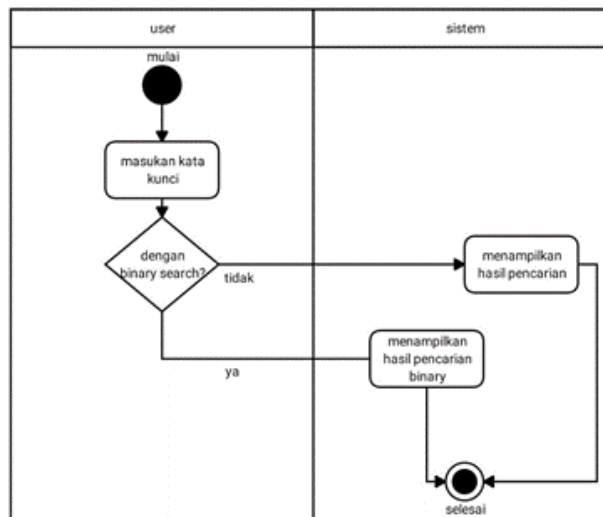 user
sistem
mulai
masukan kata
kunci
dengan
binary search?
tidak
menampilkan
hasil pencarian
menampilkan
hasil pencarian
binary
ya
selesai